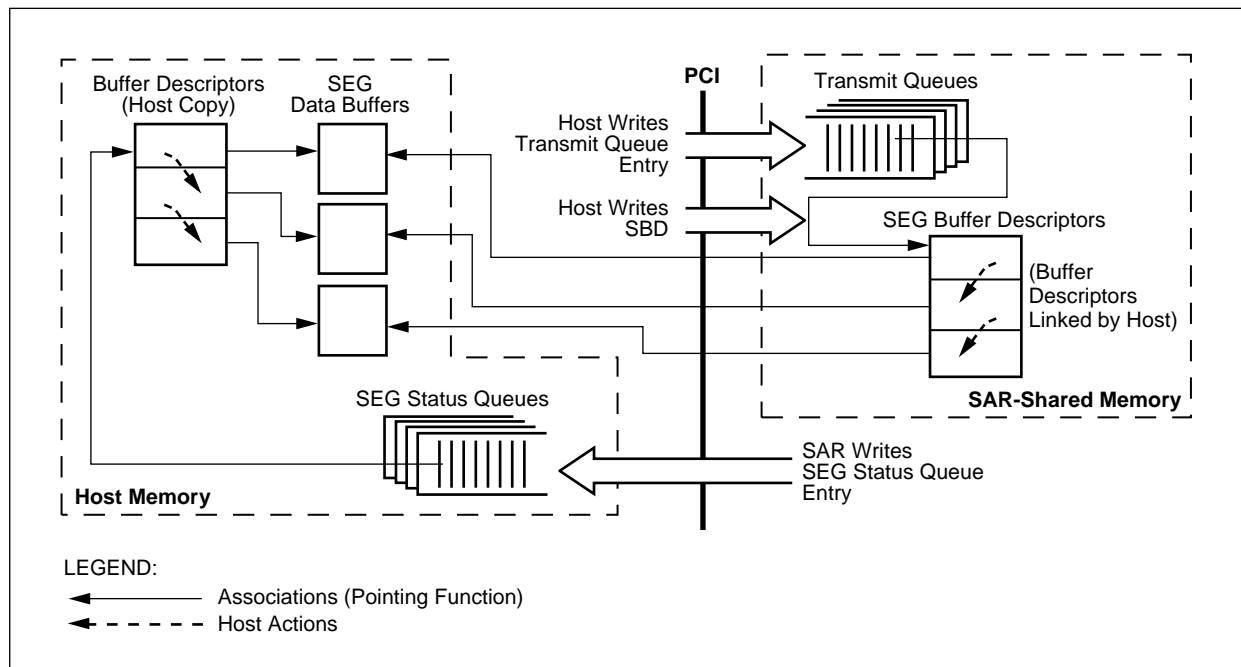 Buffer Descriptors
(Host Copy)
SEG
Data Buffers
PCI
Transmit Queues
Host Writes
Transmit Queue
Entry
Host Writes
SBD
SEG Buffer Descriptors
(Buffer
Descriptors
Linked by Host)
SAR-Shared Memory
SEG Status Queues
SAR Writes
SEG Status Queue
Entry
Host Memory
LEGEND:
Associations (Pointing Function)
Host Actions